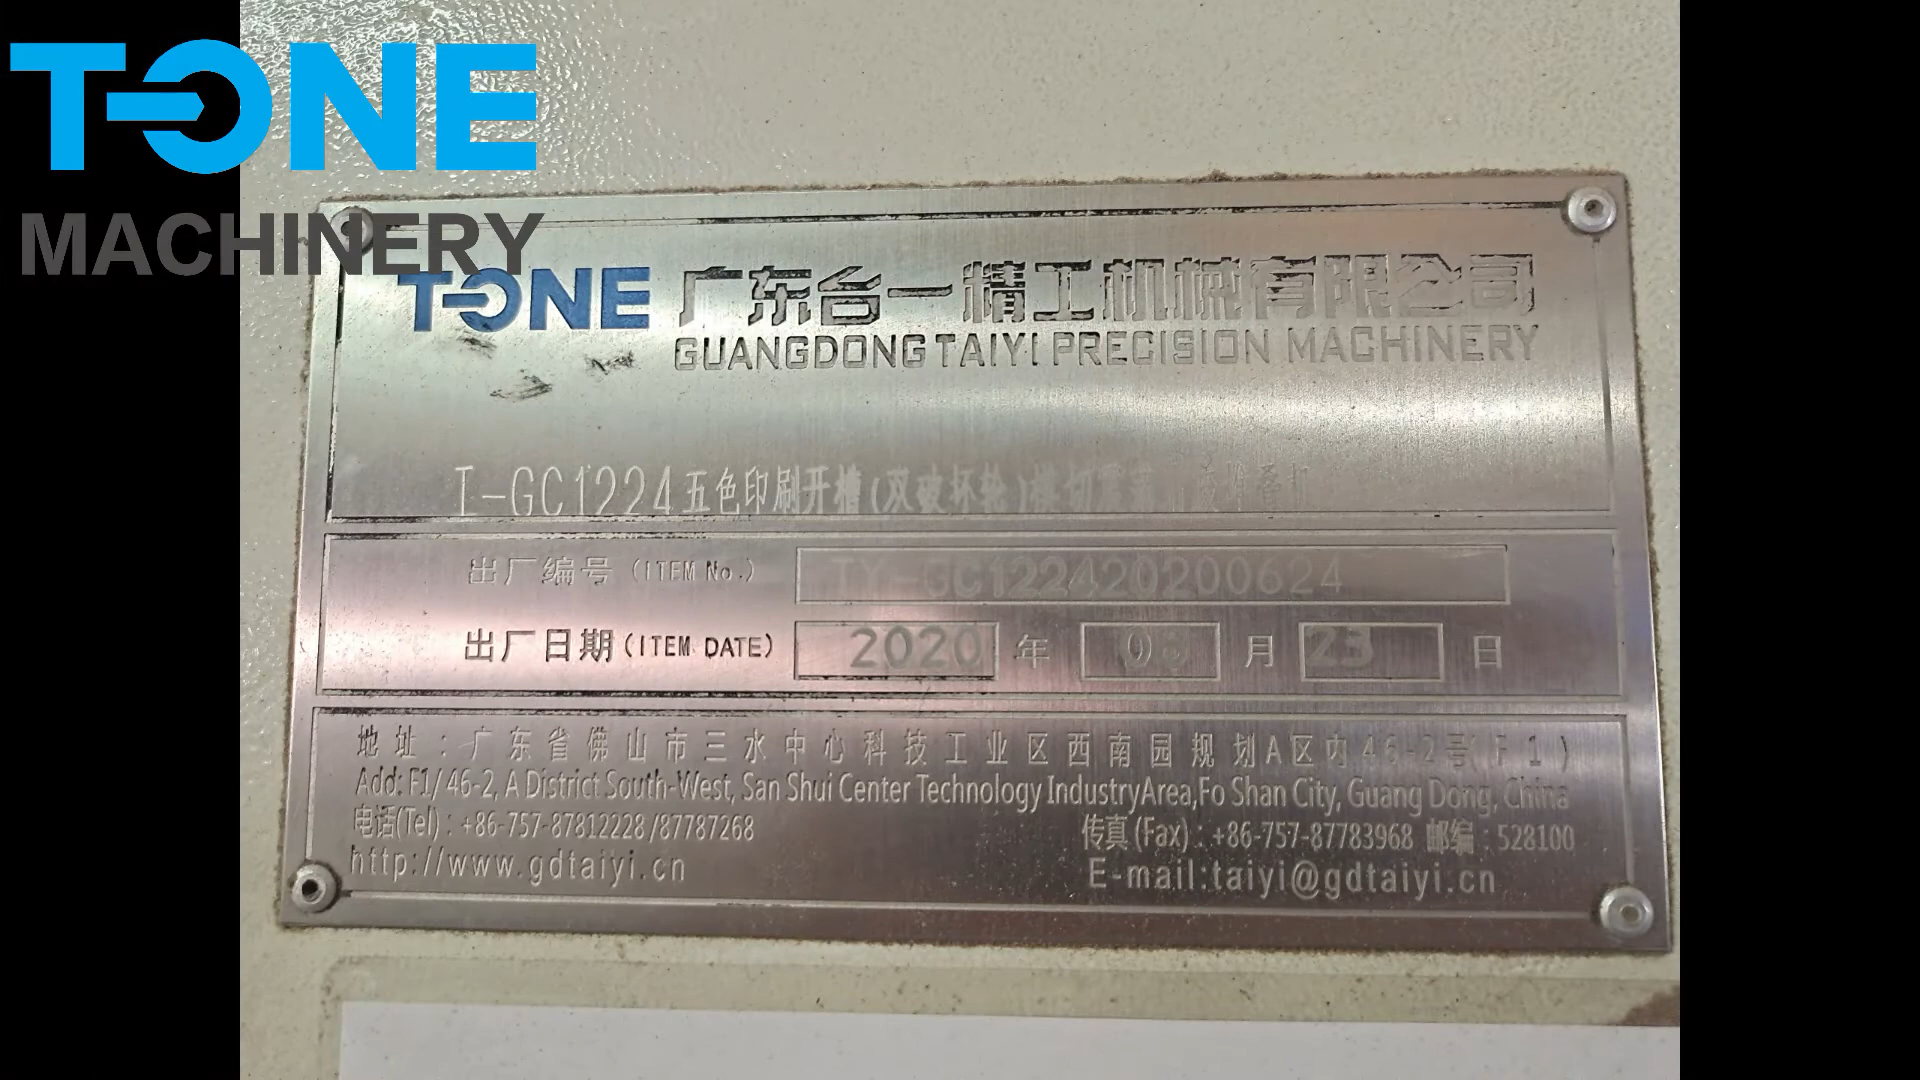 TONE
MACHINERY
TONE 广东台一精工机械有限公司
GUANGDONG TAIYI PRECISION MACHINERY
I-GC1224五色印刷开槽(双破坏轮)模切
出厂编号 (ITEM No.) TY-GC122420200624
出厂日期 (ITEM DATE) 2020 年 月 23 日
地址:广东省佛山市三水中心科技工业区西南园规划A区内46-2号(F1)
Add: F1/ 46-2, A District South-West, San Shui Center Technology IndustryArea,Fo Shan City, Guang Dong, China
电话(Tel) : +86-757-87812228 /87787268 传真 (Fax) : +86-757-87783968 邮编 : 528100
http://www.gdtaiyi.cn E-mail:taiyi@gdtaiyi.cn